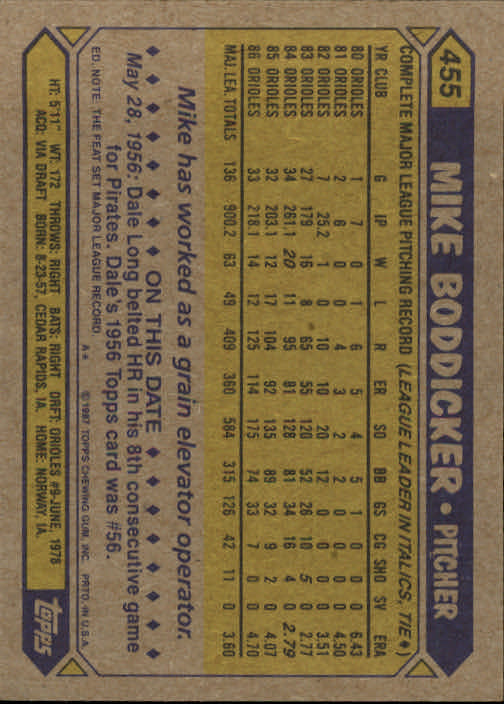 455
MIKE BODDICKER • PITCHER
COMPLETE MAJOR LEAGUE PITCHING RECORD (LEAGUE LEADER IN ITALICS, TIE♦)
YR CLUB G IP W L R ER SO BB GS CG SHO SV ERA
80 ORIOLES 1 7 0 1 6 5 4 5 1 0 0 0 6.43
81 ORIOLES 2 6 0 0 4 3 2 2 0 0 0 0 4.50
82 ORIOLES 7 25.2 1 0 10 10 20 12 0 0 0 0 3.51
83 ORIOLES 27 179 16 8 65 55 120 52 26 10 5 0 2.77
84 ORIOLES 34 261.1 20 11 95 81 128 81 34 16 4 0 2.79
85 ORIOLES 32 203.1 12 17 104 92 135 89 32 9 2 0 4.07
86 ORIOLES 33 218.1 14 12 125 114 175 74 33 7 0 0 4.70
MAJ. LEA. TOTALS 136 900.2 63 49 409 360 584 315 126 42 11 0 3.60
Mike has worked as a grain elevator operator.
♦ ♦ ♦ ♦ ♦ ♦ ♦ ON THIS DATE ♦ ♦ ♦ ♦ ♦ ♦ ♦
May 28, 1956: Dale Long belted HR in his 8th consecutive game
for Pirates. Dale's 1956 Topps card was #56.
ED. NOTE: THE FEAT SET MAJOR LEAGUE RECORD A★ ©1987 TOPPS CHEWING GUM, INC. PRTD. IN U.S.A.
HT: 5'11" WT: 172 THROWS: RIGHT BATS: RIGHT DRFT: ORIOLES #9-JUNE, 1978
ACQ: VIA DRAFT BORN: 8-23-57, CEDAR RAPIDS, IA. HOME: NORWAY, IA.
topps